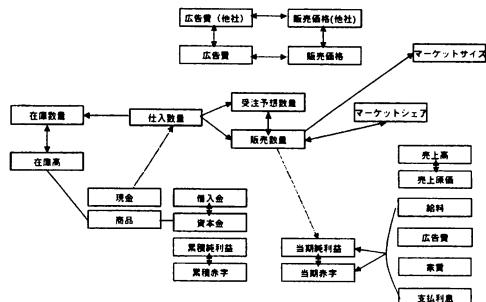 広告費（他社）
販売価格(他社)
広告費
販売価格
マーケットサイズ
在庫数量
仕入数量
受注予想数量
マーケットシェア
販売数量
在庫高
売上高
売上原価
現金
借入金
給料
商品
資本金
累積純利益
当期純利益
広告費
累積赤字
当期赤字
家賃
支払利息